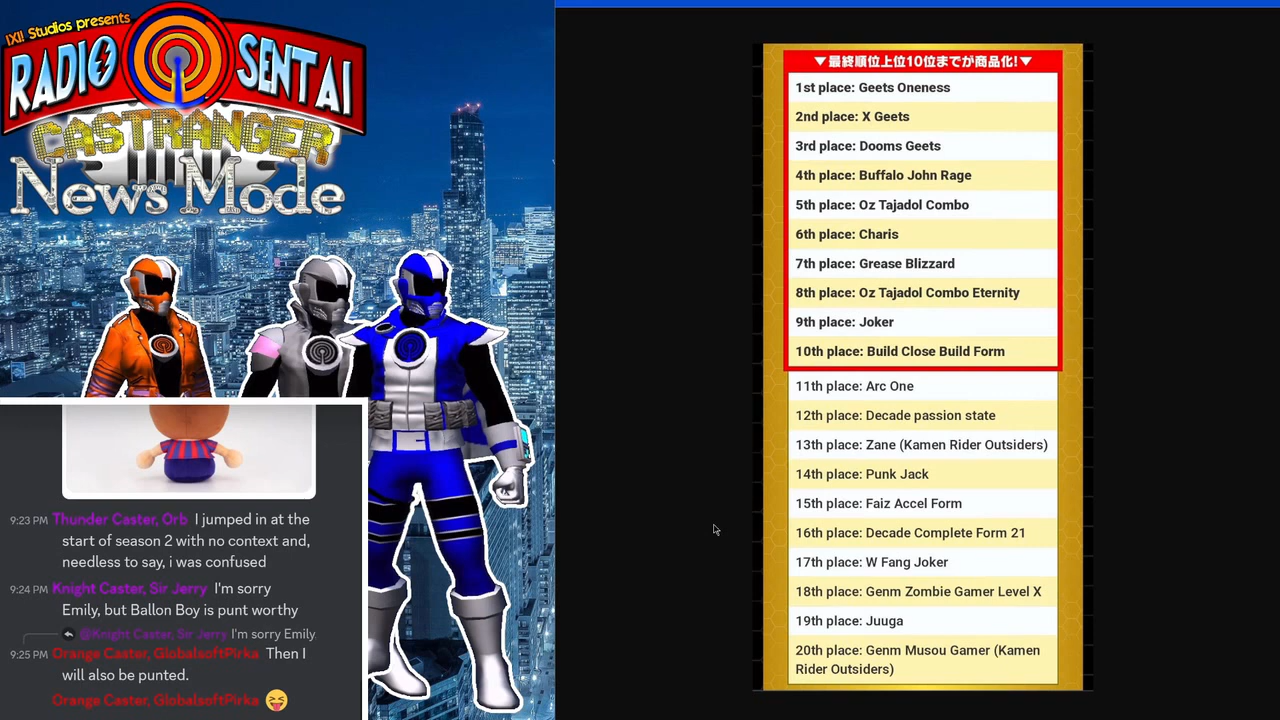 IXI! Studios presents
RADIO SENTAI
CASTRANGER
News Mode
▼最終順位上位10位までが商品化!▼
1st place: Geets Oneness
2nd place: X Geets
3rd place: Dooms Geets
4th place: Buffalo John Rage
5th place: Oz Tajadol Combo
6th place: Charis
7th place: Grease Blizzard
8th place: Oz Tajadol Combo Eternity
9th place: Joker
10th place: Build Close Build Form
11th place: Arc One
12th place: Decade passion state
13th place: Zane (Kamen Rider Outsiders)
14th place: Punk Jack
15th place: Faiz Accel Form
16th place: Decade Complete Form 21
17th place: W Fang Joker
18th place: Genm Zombie Gamer Level X
19th place: Juuga
20th place: Genm Musou Gamer (Kamen
Rider Outsiders)
9:23 PM Thunder Caster, Orb I jumped in at the
start of season 2 with no context and,
needless to say, i was confused
9:24 PM Knight Caster, Sir Jerry I'm sorry
Emily, but Ballon Boy is punt worthy
@Knight Caster, Sir Jerry I'm sorry Emily
9:25 PM Orange Caster, GlobalsoftPirka Then I
will also be punted.
Orange Caster, GlobalsoftPirka 😝